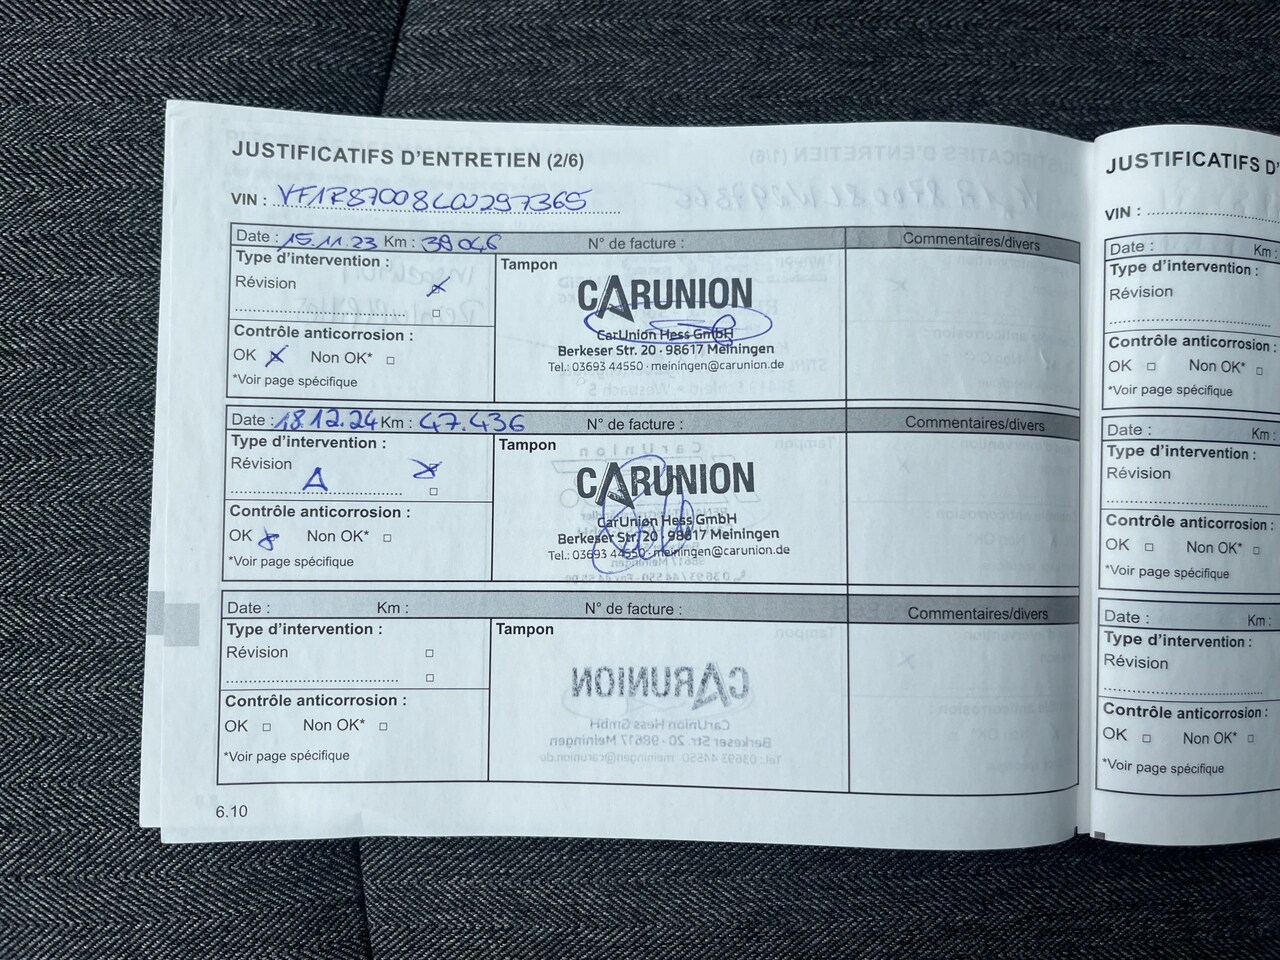 JUSTIFICATIFS D'ENTRETIEN (2/6)
VIN : VF1R87008LW297365
Date : 15.11.23 Km : 39046 N° de facture : Commentaires/divers
Type d'intervention :
Révision
Contrôle anticorrosion :
OK Non OK*
*Voir page spécifique
Tampon
CARUNION
CarUnion Hess GmbH
Berkeser Str. 20 · 98617 Meiningen
Tel.: 03693 44550 · meiningen@carunion.de
Date : 18.12.24 Km : 47.436 N° de facture : Commentaires/divers
Type d'intervention :
Révision
A
Contrôle anticorrosion :
OK Non OK*
*Voir page spécifique
Tampon
CARUNION
CarUnion Hess GmbH
Berkeser Str. 20 · 98617 Meiningen
Tel.: 03693 44550 · meiningen@carunion.de
Date : Km : N° de facture : Commentaires/divers
Type d'intervention :
Révision
Contrôle anticorrosion :
OK Non OK*
*Voir page spécifique
Tampon
6.10
JUSTIFICATIFS D'
VIN :
Date : Km :
Type d'intervention :
Révision
Contrôle anticorrosion :
OK Non OK*
*Voir page spécifique
Date : Km :
Type d'intervention :
Révision
Contrôle anticorrosion :
OK Non OK*
*Voir page spécifique
Date : Km :
Type d'intervention :
Révision
Contrôle anticorrosion :
OK Non OK*
*Voir page spécifique